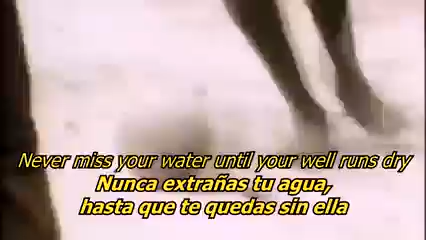 Never miss your water until your well runs dry
Nunca extrañas tu agua,
hasta que te quedas sin ella